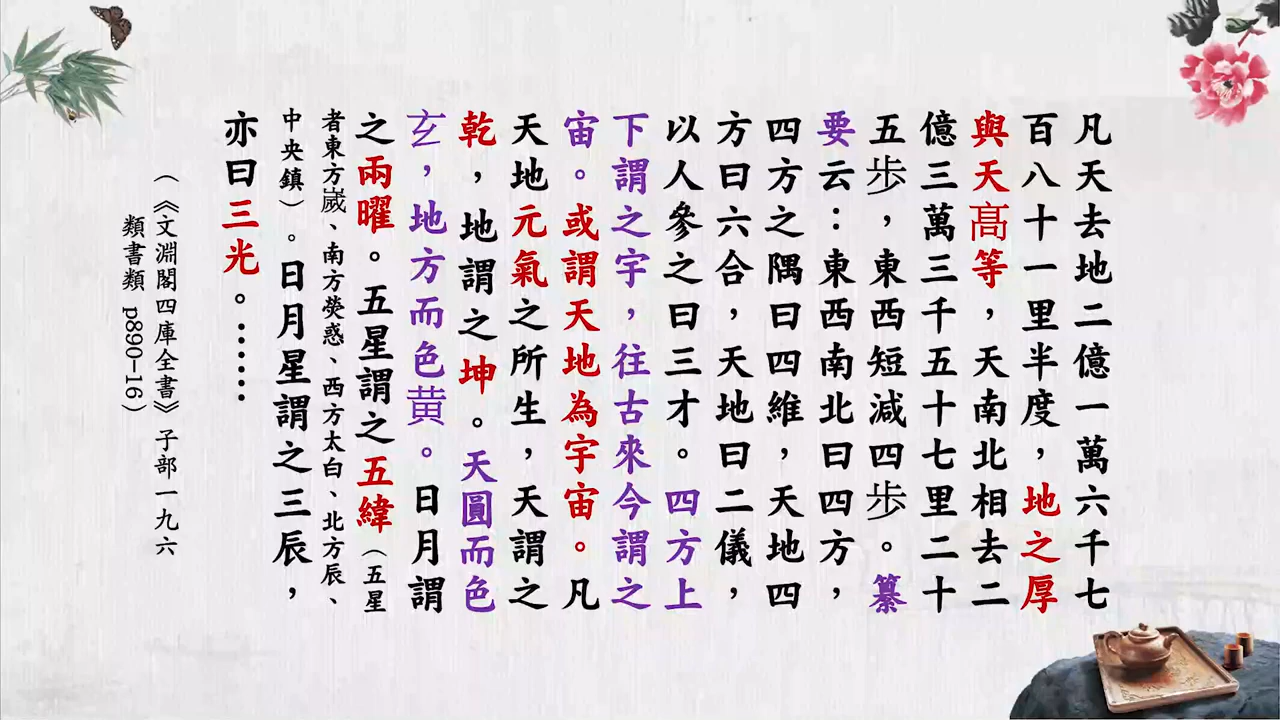 凡天去地二億一萬六千七
百八十一里半度，地之厚
與天髙等，天南北相去二
億三萬三千五十七里二十
五歩，東西短減四歩。纂
要云：東西南北曰四方，
四方之隅曰四維，天地四
方曰六合，天地曰二儀，
以人參之曰三才。四方上
下謂之宇，往古來今謂之
宙。或謂天地為宇宙。凡
天地元氣之所生，天謂之
乾，地謂之坤。天圓而色
玄，地方而色黄。日月謂
之兩曜。五星謂之五緯（五星
者東方嵗、南方熒惑、西方太白、北方辰、
中央鎮）。日月星謂之三辰，
亦曰三光。……
（《文淵閣四庫全書》子部一九六
類書類 p890-16）